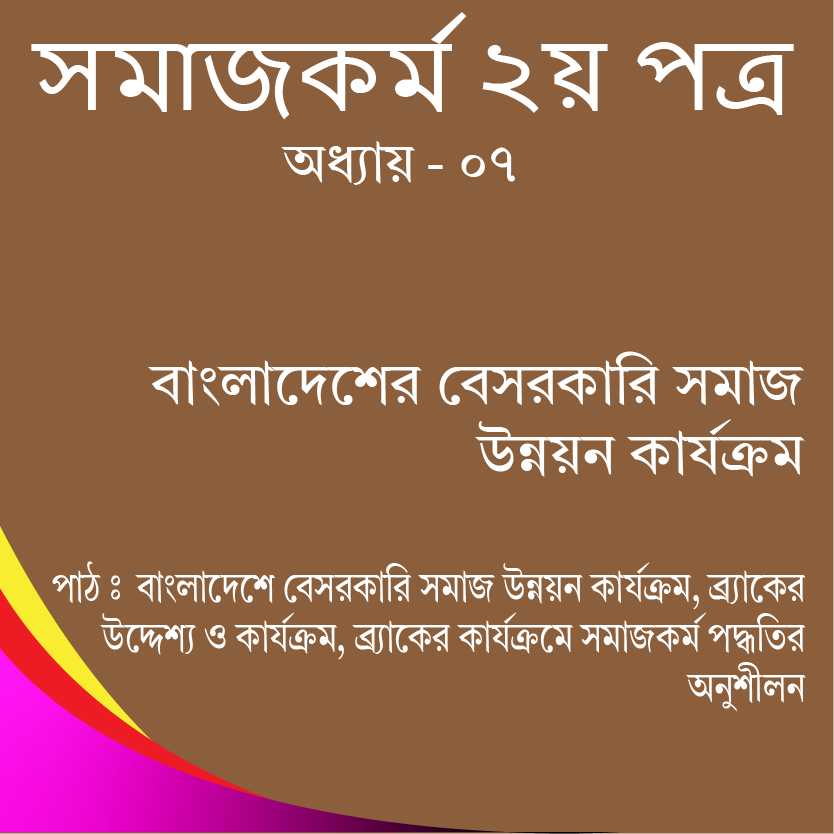 সমাজকর্ম ২য় পত্র
অধ্যায় - ০৭
বাংলাদেশের বেসরকারি সমাজ
উন্নয়ন কার্যক্রম
পাঠ ঃ বাংলাদেশে বেসরকারি সমাজ উন্নয়ন কার্যক্রম, ব্র্যাকের
উদ্দেশ্য ও কার্যক্রম, ব্র্যাকের কার্যক্রমে সমাজকর্ম পদ্ধতির
অনুশীলন